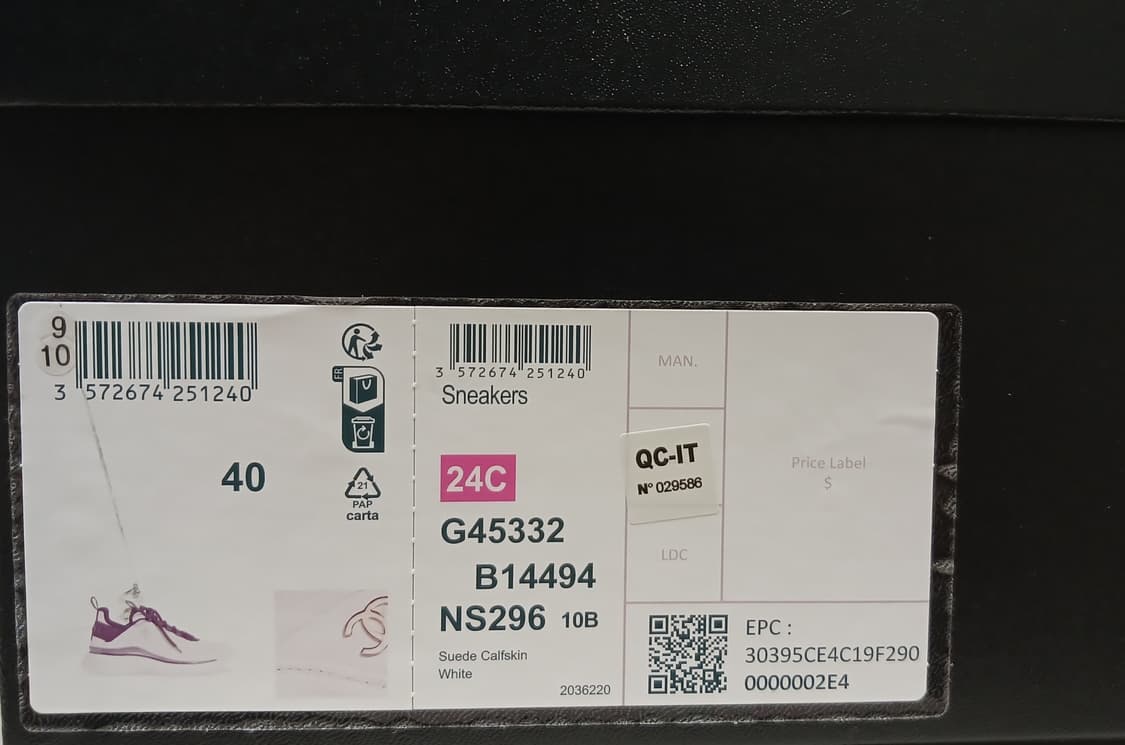 9
10
3 572674 251240
FR
40
21
PAP
carta
3 572674 251240
Sneakers
24C
G45332
B14494
NS296 10B
Suede Calfskin
White
2036220
MAN.
QC-IT
N° 029586
LDC
Price Label
$
EPC :
30395CE4C19F290
0000002E4